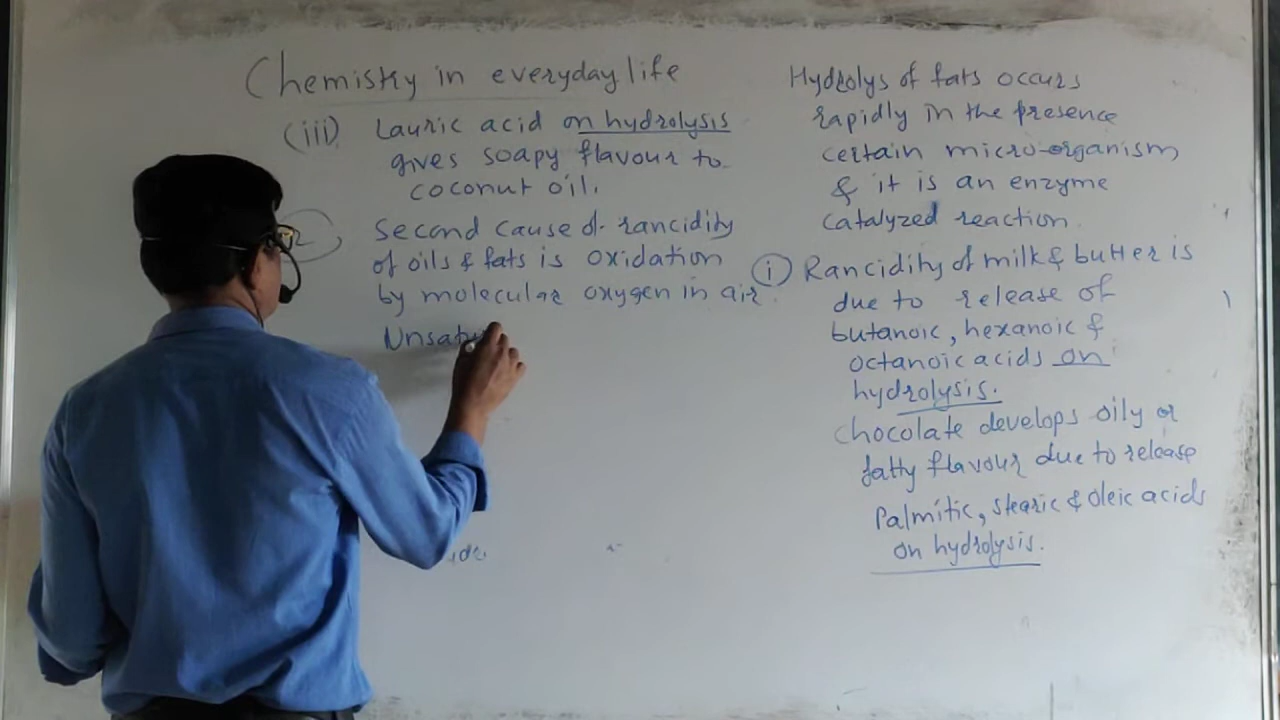 Chemistry in everyday life
(iii) Lauric acid on hydrolysis
gives soapy flavour to
coconut oil.
Second cause of rancidity
of oils & fats is oxidation
by molecular oxygen in air.
Unsatu
Hydrolys of fats occurs
rapidly in the presence
certain micro-organism
& it is an enzyme
catalyzed reaction.
(i) Rancidity of milk & butter is
due to release of
butanoic, hexanoic &
octanoic acids on
hydrolysis.
Chocolate develops oily or
fatty flavour due to release
Palmitic, stearic & oleic acids
on hydrolysis.